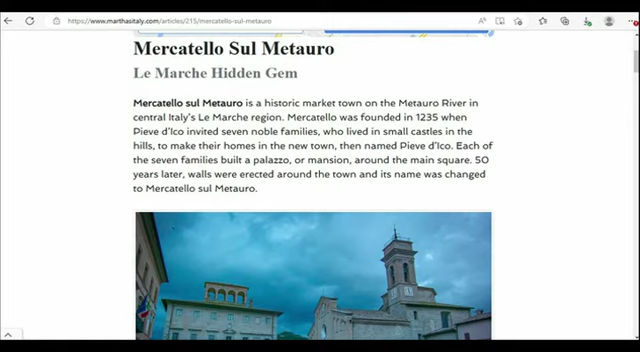 https://www.marthasitaly.com/articles/215/mercatello-sul-metauro
Mercatello Sul Metauro
Le Marche Hidden Gem
Mercatello sul Metauro is a historic market town on the Metauro River in
central Italy's Le Marche region. Mercatello was founded in 1235 when
Pieve d'Ico invited seven noble families, who lived in small castles in the
hills, to make their homes in the new town, then named Pieve d'Ico. Each of
the seven families built a palazzo, or mansion, around the main square. 50
years later, walls were erected around the town and its name was changed
to Mercatello sul Metauro.